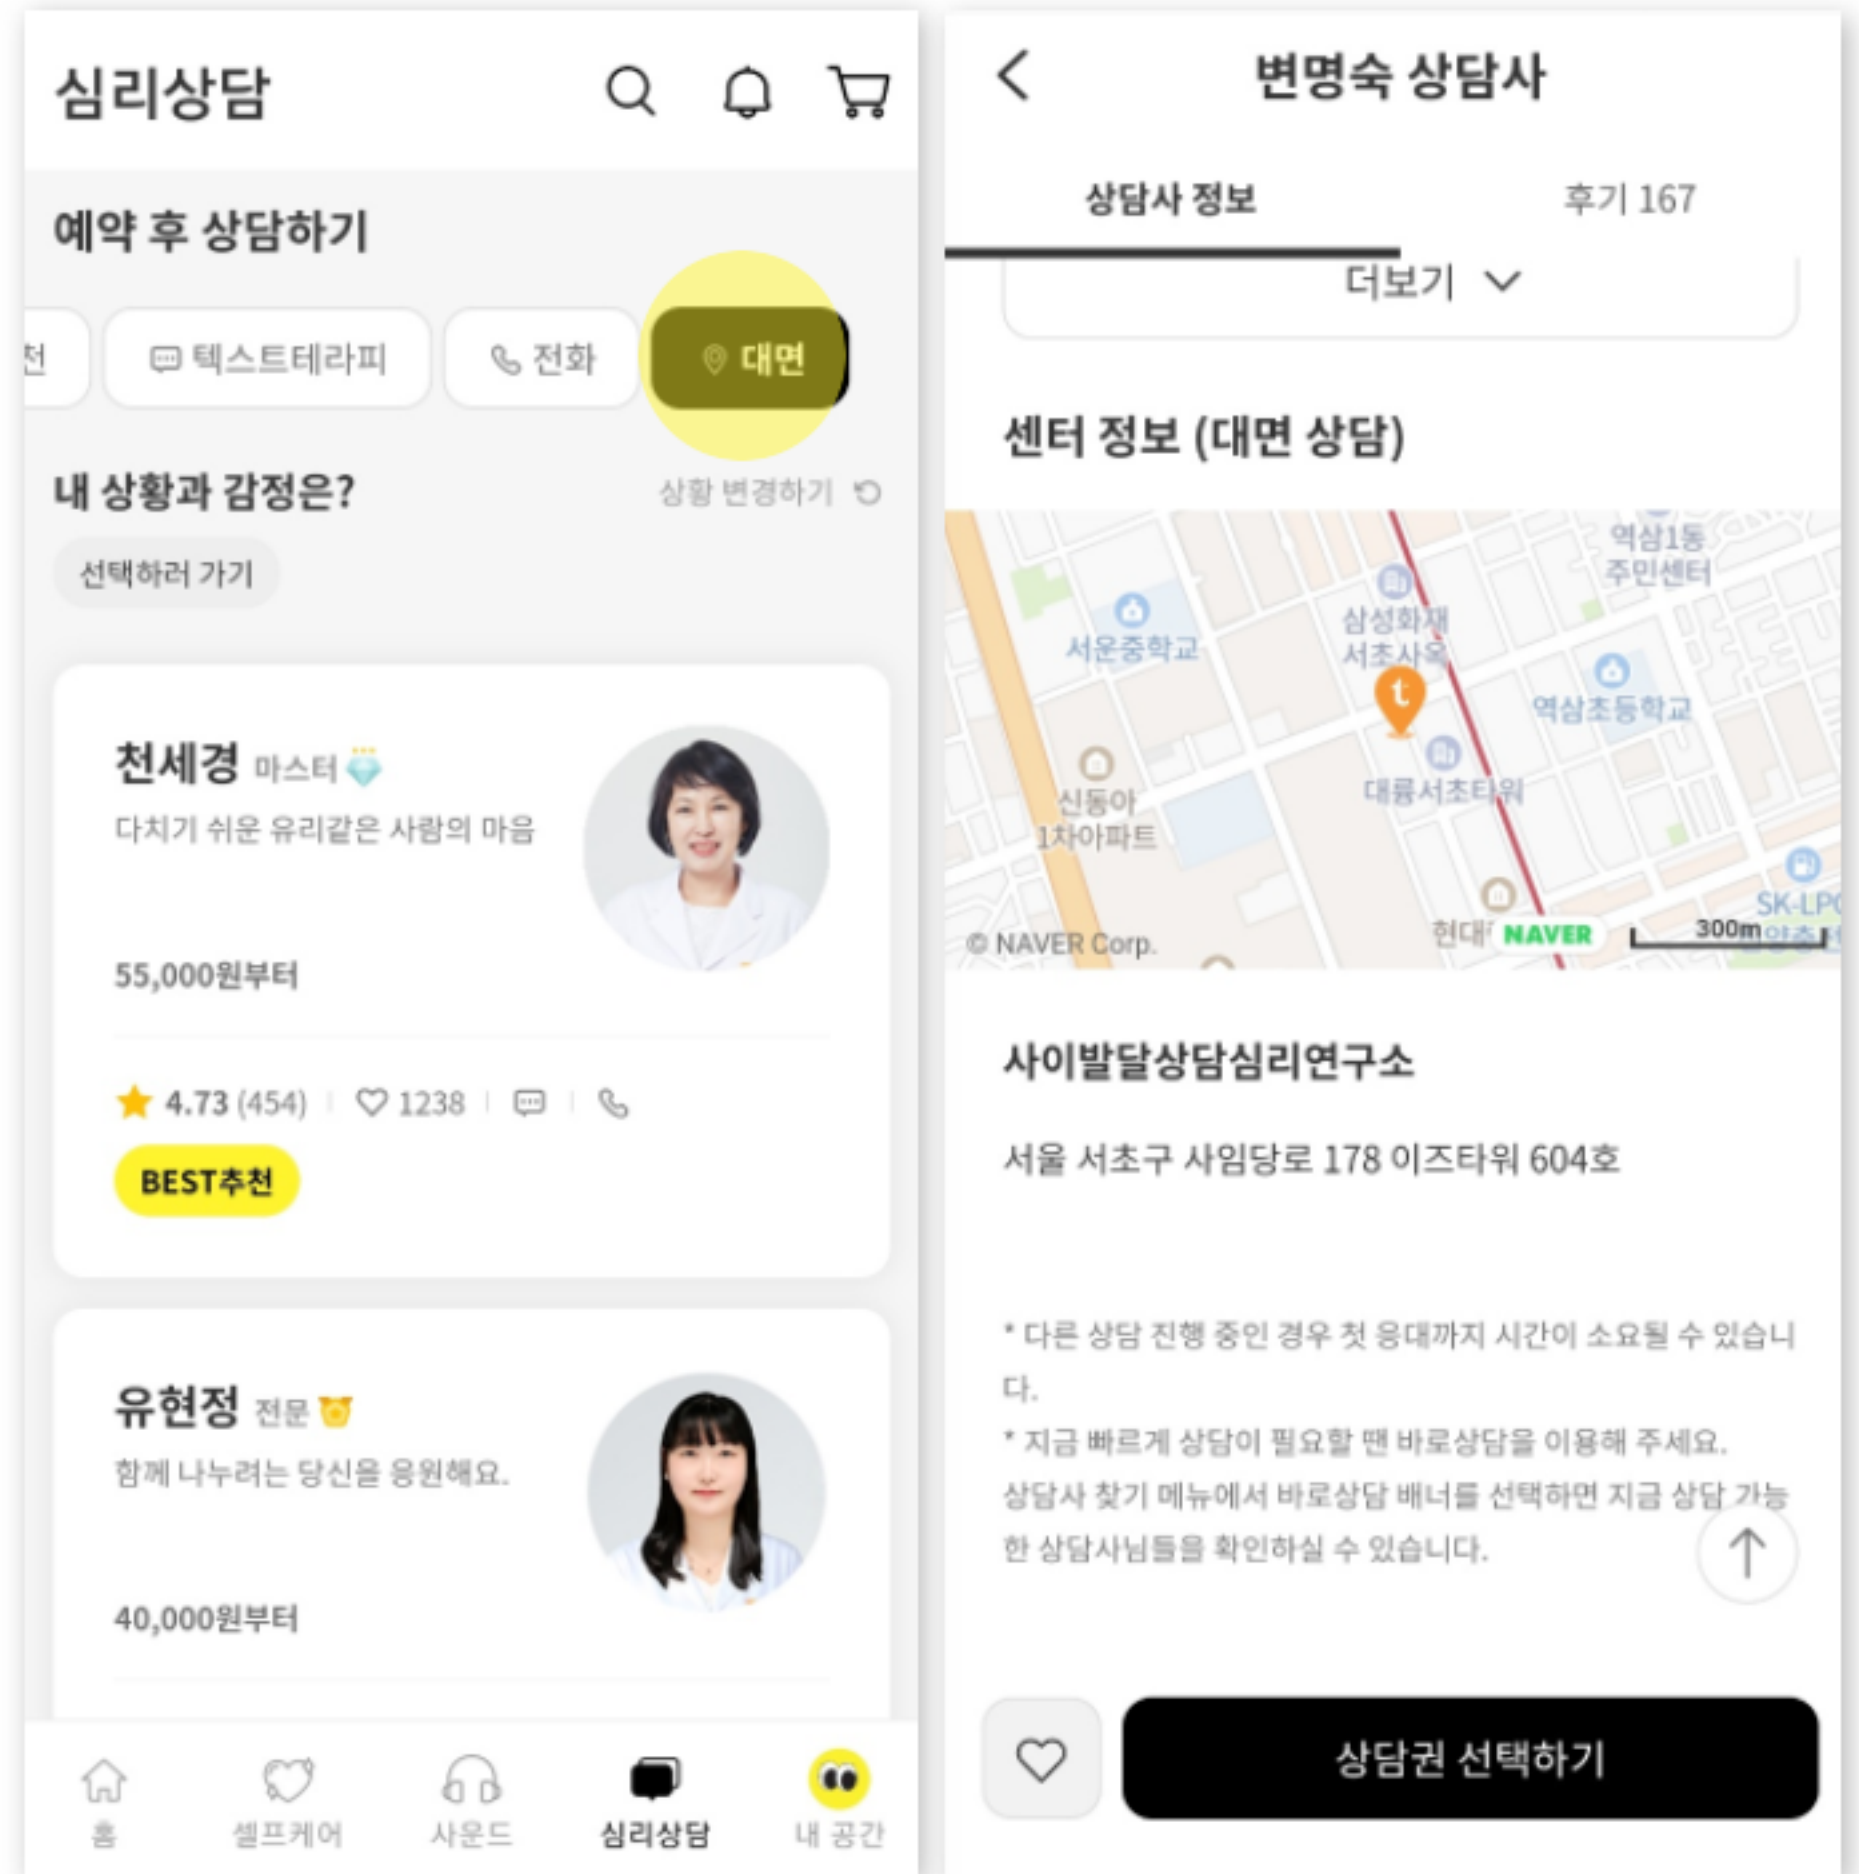 심리상담
예약 후 상담하기
천
텍스트테라피
전화
대면
내 상황과 감정은?
상황 변경하기
선택하러 가기
천세경 마스터
다치기 쉬운 유리같은 사람의 마음
55,000원부터
4.73 (454)
1238
BEST추천
유현정 전문
함께 나누려는 당신을 응원해요.
40,000원부터
홈
셀프케어
사운드
심리상담
내 공간
변명숙 상담사
상담사 정보
후기 167
더보기
센터 정보 (대면 상담)
역삼1동
주민센터
삼성화재
서초사옥
서운중학교
t
역삼초등학교
대륭서초타워
신동아
1차아파트
SK-LPG
현대
NAVER
300m
© NAVER Corp.
사이발달상담심리연구소
서울 서초구 사임당로 178 이즈타워 604호
* 다른 상담 진행 중인 경우 첫 응대까지 시간이 소요될 수 있습니
다.
* 지금 빠르게 상담이 필요할 땐 바로상담을 이용해 주세요.
상담사 찾기 메뉴에서 바로상담 배너를 선택하면 지금 상담 가능
한 상담사님들을 확인하실 수 있습니다.
상담권 선택하기